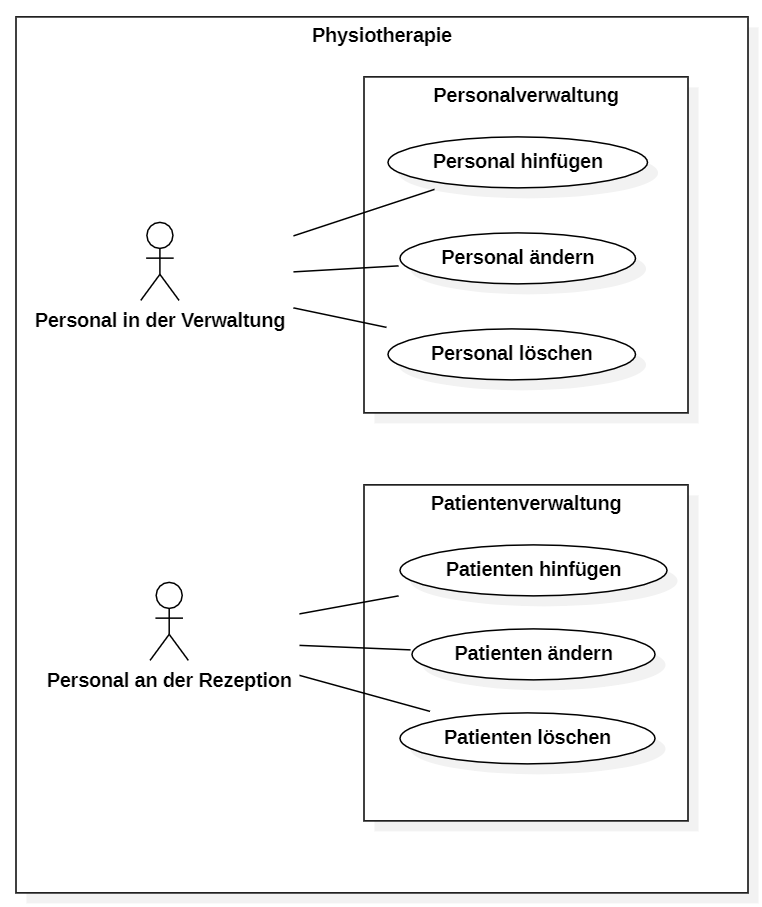 Physiotherapie
Personalverwaltung
Personal hinfügen
Personal ändern
Personal löschen
Personal in der Verwaltung
Patientenverwaltung
Patienten hinfügen
Patienten ändern
Patienten löschen
Personal an der Rezeption